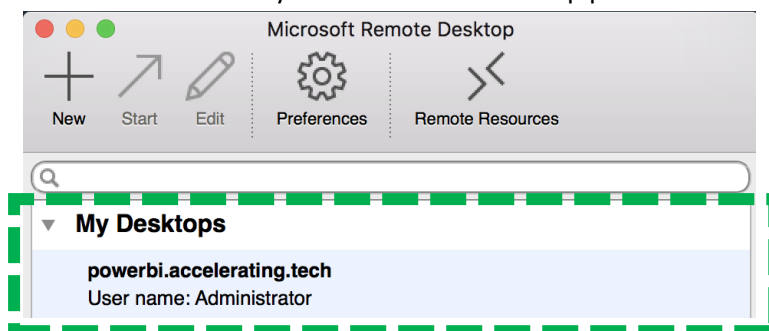 Microsoft Remote Desktop
New Start Edit Preferences Remote Resources
My Desktops
powerbi.accelerating.tech
User name: Administrator